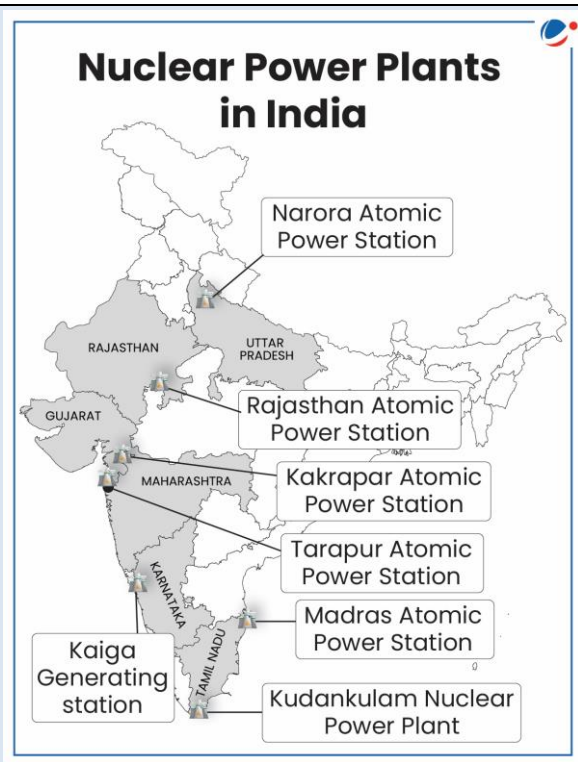 Nuclear Power Plants
in India
Narora Atomic
Power Station
RAJASTHAN
UTTAR
PRADESH
Rajasthan Atomic
Power Station
GUJARAT
MAHARASHTRA
Kakrapar Atomic
Power Station
Tarapur Atomic
Power Station
KARNATAKA
Madras Atomic
Power Station
TAMIL NADU
Kaiga
Generating
station
Kudankulam Nuclear
Power Plant